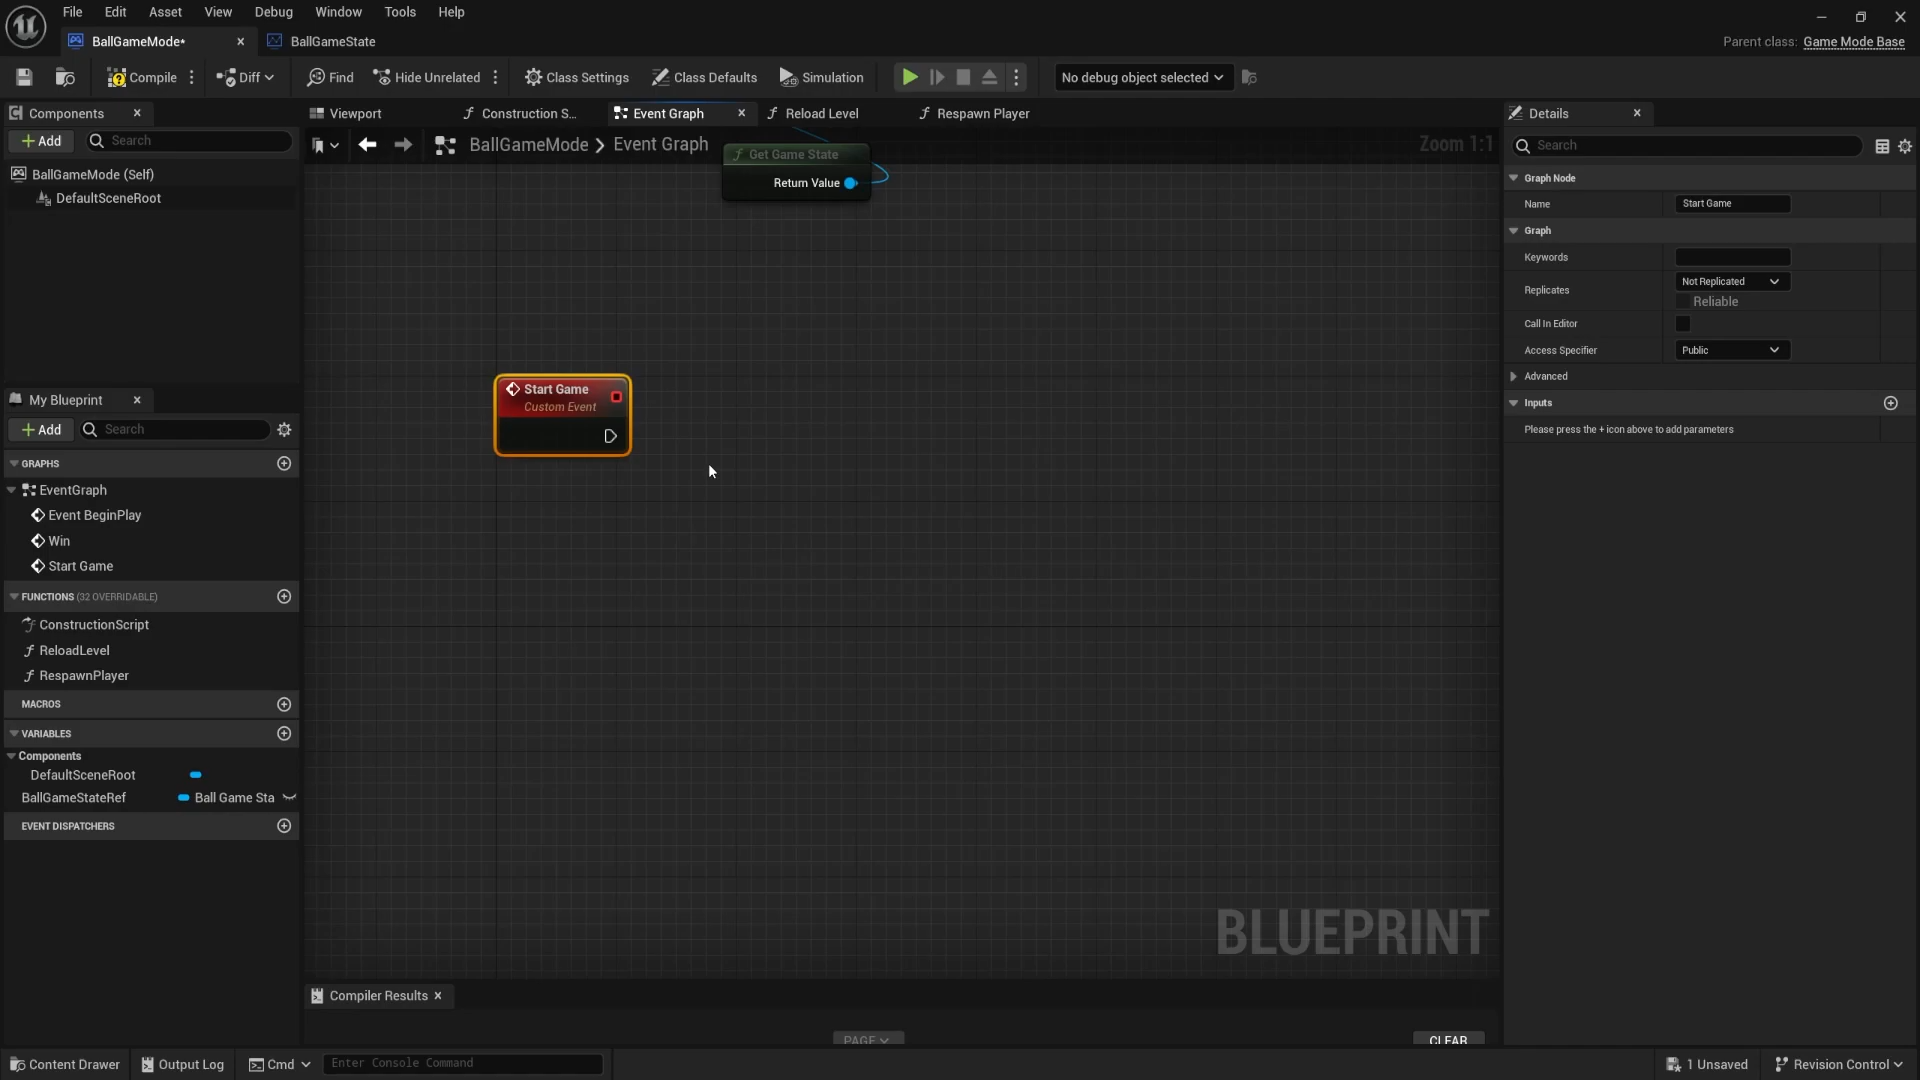 File Edit Asset View Debug Window Tools Help
BallGameMode* BallGameState
Parent class: Game Mode Base
Compile Diff Find Hide Unrelated Class Settings Class Defaults Simulation No debug object selected
Components
Add Search
BallGameMode (Self)
DefaultSceneRoot
Viewport Construction S... Event Graph Reload Level Respawn Player
BallGameMode > Event Graph
Zoom 1:1
Get Game State
Return Value
Start Game
Custom Event
BLUEPRINT
My Blueprint
Add Search
GRAPHS
EventGraph
Event BeginPlay
Win
Start Game
FUNCTIONS (32 OVERRIDABLE)
ConstructionScript
ReloadLevel
RespawnPlayer
MACROS
VARIABLES
Components
DefaultSceneRoot
BallGameStateRef Ball Game Sta
EVENT DISPATCHERS
Details
Search
Graph Node
Name Start Game
Graph
Keywords
Replicates Not Replicated
Reliable
Call In Editor
Access Specifier Public
Advanced
Inputs
Please press the + icon above to add parameters
Compiler Results
PAGE CLEAR
Content Drawer Output Log Cmd Enter Console Command 1 Unsaved Revision Control